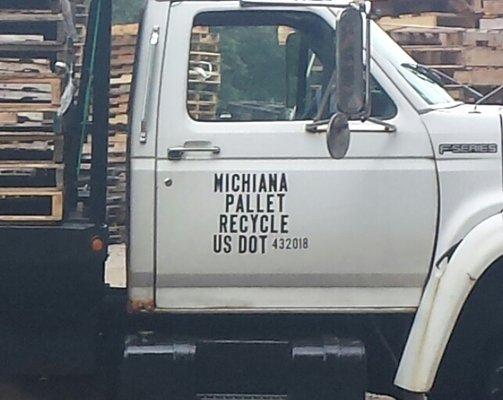 F-SERIES
MICHIANA
PALLET
RECYCLE
US DOT 432018